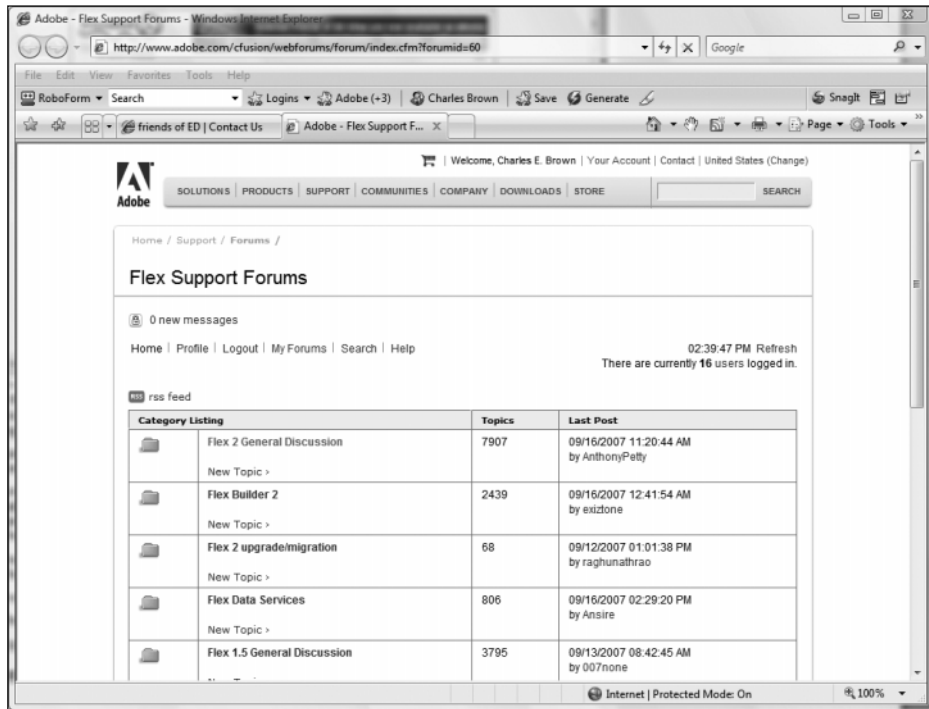 Adobe - Flex Support Forums - Windows Internet Explorer
http://www.adobe.com/cfusion/webforums/forum/index.cfm?forumid=60
Google
File Edit View Favorites Tools Help
RoboForm Search Logins Adobe (+3) Charles Brown Save Generate SnagIt
friends of ED | Contact Us Adobe - Flex Support F... X Page Tools
Welcome, Charles E. Brown | Your Account | Contact | United States (Change)
Adobe
SOLUTIONS PRODUCTS SUPPORT COMMUNITIES COMPANY DOWNLOADS STORE SEARCH
Home / Support / Forums /
Flex Support Forums
0 new messages
Home | Profile | Logout | My Forums | Search | Help
02:39:47 PM Refresh
There are currently 16 users logged in.
RSS rss feed
Category Listing Topics Last Post
Flex 2 General Discussion 7907 09/16/2007 11:20:44 AM
by AnthonyPetty
New Topic >
Flex Builder 2 2439 09/16/2007 12:41:54 AM
by exiztone
New Topic >
Flex 2 upgrade/migration 68 09/12/2007 01:01:38 PM
by raghunathrao
New Topic >
Flex Data Services 806 09/16/2007 02:29:20 PM
by Ansire
New Topic >
Flex 1.5 General Discussion 3795 09/13/2007 08:42:45 AM
by 007none
Internet | Protected Mode: On 100%